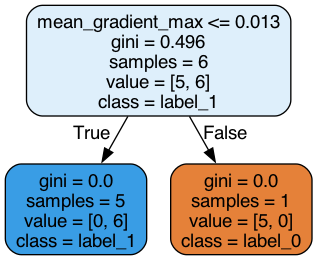 mean_gradient_max <= 0.013
gini = 0.496
samples = 6
value = [5, 6]
class = label_1
True
False
gini = 0.0
samples = 5
value = [0, 6]
class = label_1
gini = 0.0
samples = 1
value = [5, 0]
class = label_0